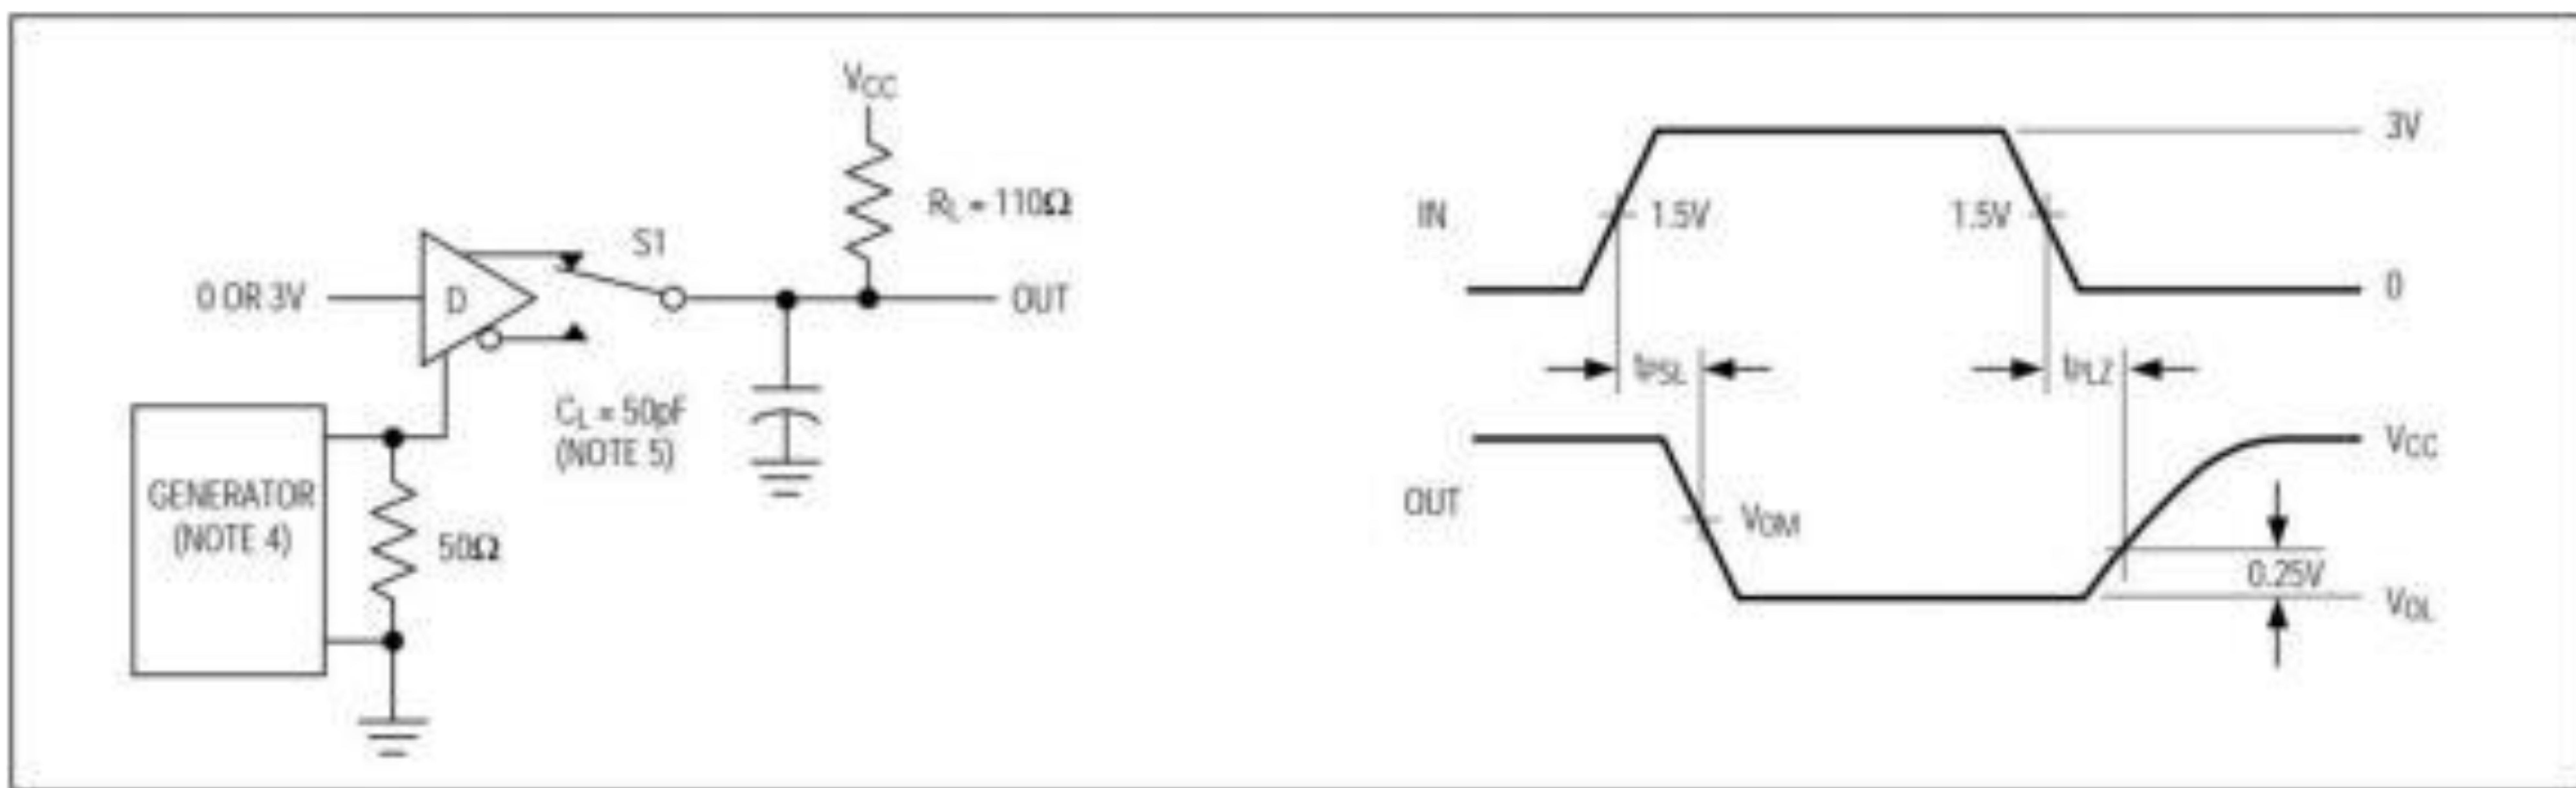 VCC
RL = 110Ω
S1
0 OR 3V
D
OUT
CL = 50pF
(NOTE 5)
GENERATOR
(NOTE 4)
50Ω
3V
IN
1.5V
1.5V
0
tPSL
tPLZ
VCC
OUT
VOM
0.25V
VOL